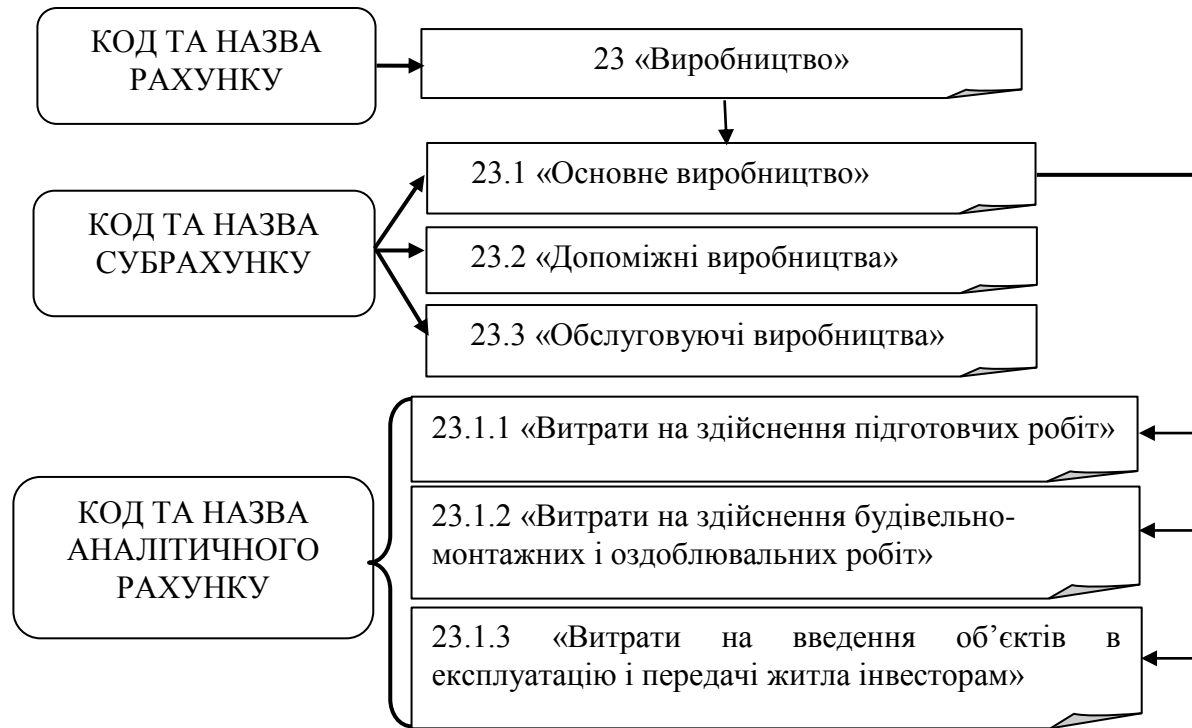 КОД ТА НАЗВА
РАХУНКУ
23 «Виробництво»
КОД ТА НАЗВА
СУБРАХУНКУ
23.1 «Основне виробництво»
23.2 «Допоміжні виробництва»
23.3 «Обслуговуючі виробництва»
КОД ТА НАЗВА
АНАЛІТИЧНОГО
РАХУНКУ
23.1.1 «Витрати на здійснення підготовчих робіт»
23.1.2 «Витрати на здійснення будівельно-
монтажних і оздоблювальних робіт»
23.1.3 «Витрати на введення об’єктів в
експлуатацію і передачі житла інвесторам»